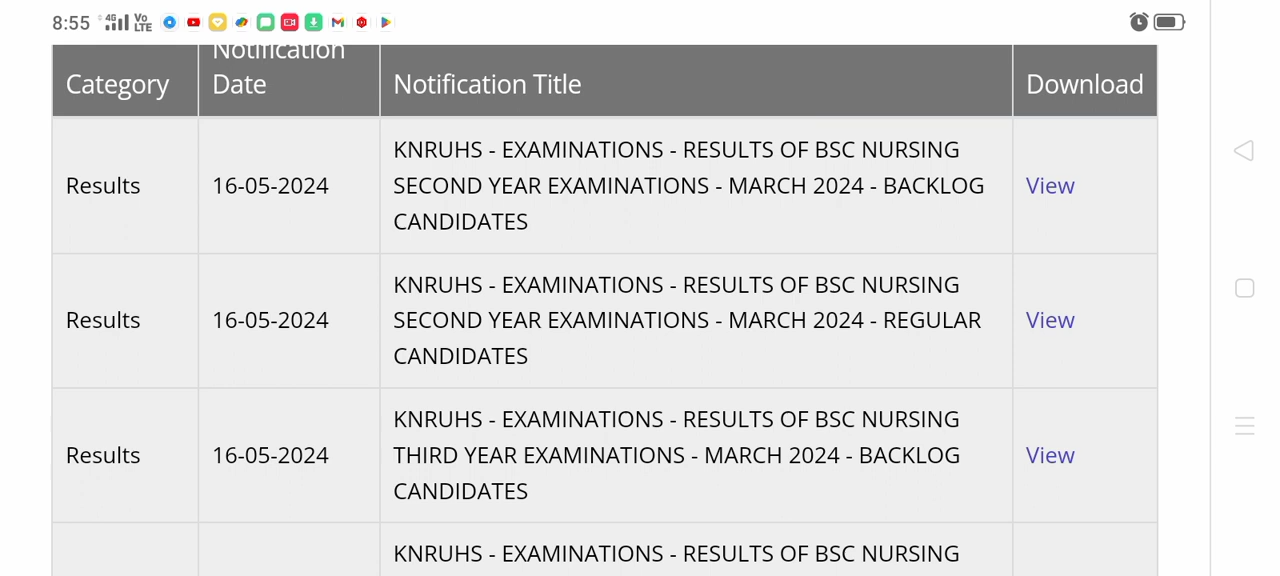 8:55 4G Vo LTE
Notification
Category Date Notification Title Download
KNRUHS - EXAMINATIONS - RESULTS OF BSC NURSING
Results 16-05-2024 SECOND YEAR EXAMINATIONS - MARCH 2024 - BACKLOG View
CANDIDATES
KNRUHS - EXAMINATIONS - RESULTS OF BSC NURSING
Results 16-05-2024 SECOND YEAR EXAMINATIONS - MARCH 2024 - REGULAR View
CANDIDATES
KNRUHS - EXAMINATIONS - RESULTS OF BSC NURSING
Results 16-05-2024 THIRD YEAR EXAMINATIONS - MARCH 2024 - BACKLOG View
CANDIDATES
KNRUHS - EXAMINATIONS - RESULTS OF BSC NURSING